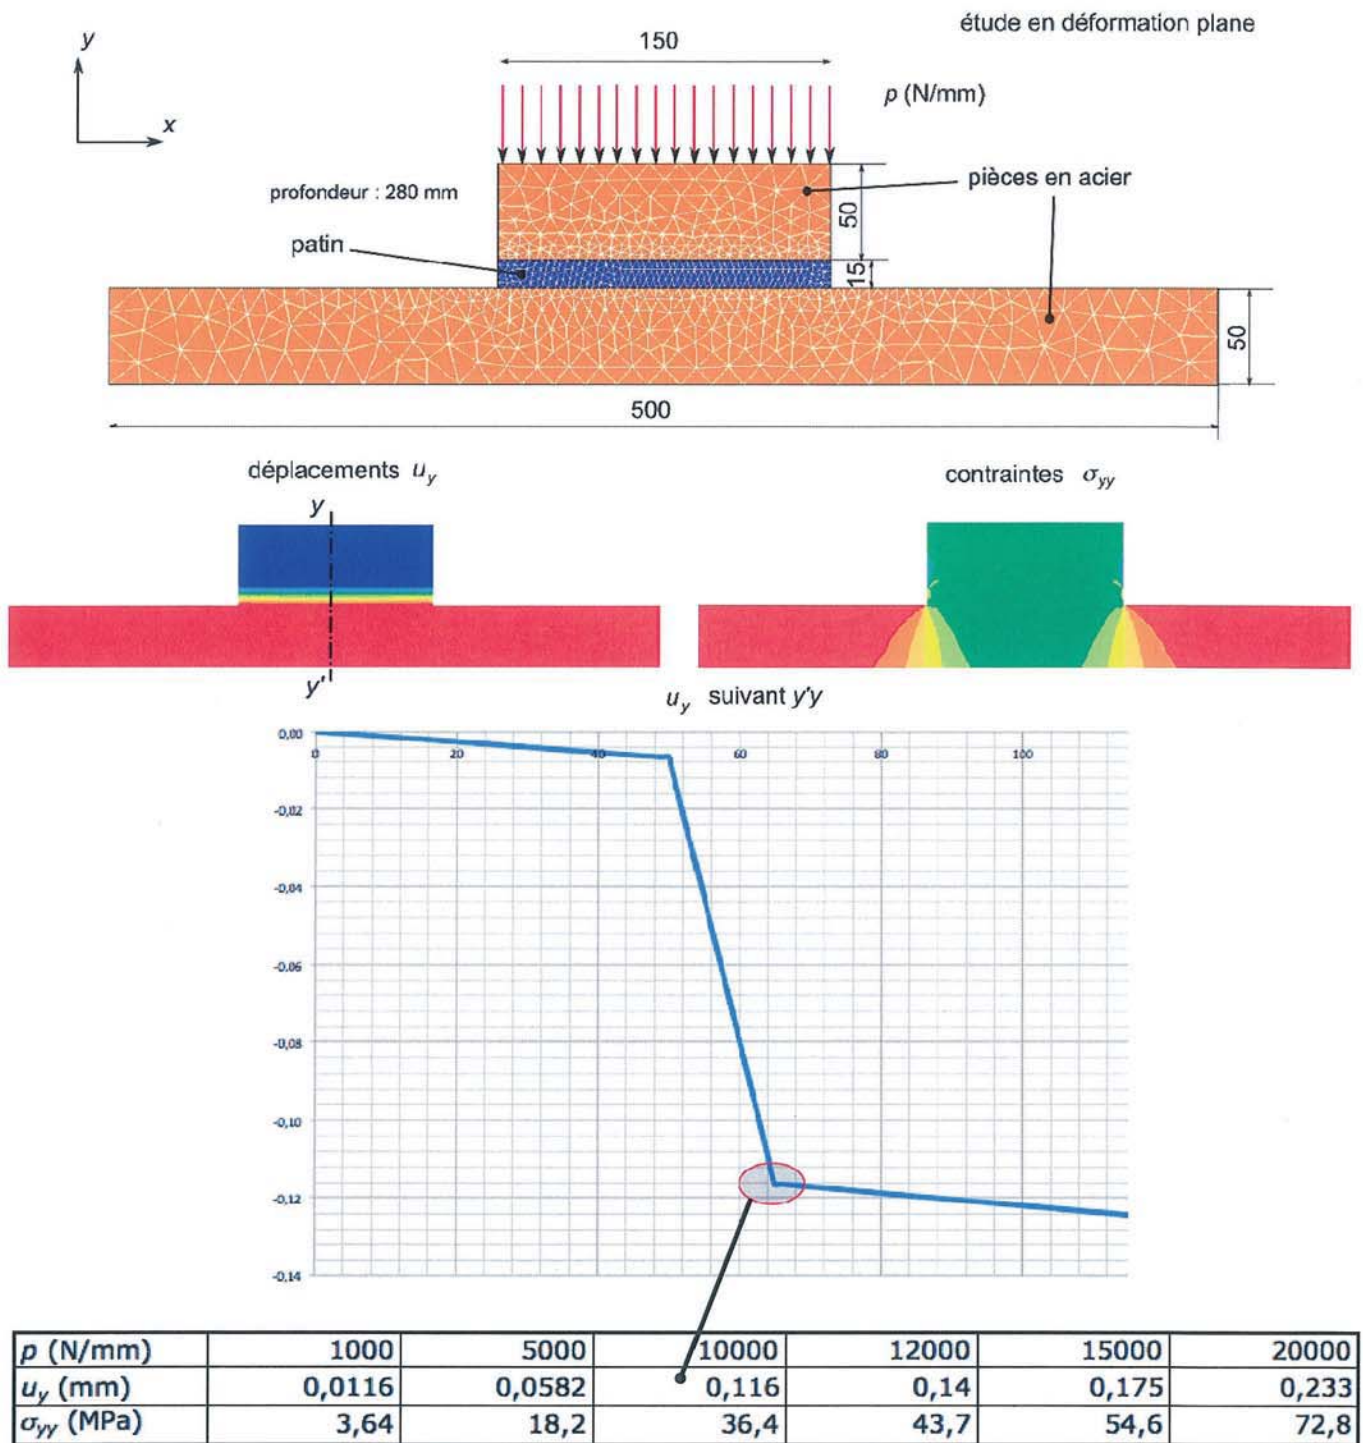 étude en déformation plane
y
150
p (N/mm)
x
pièces en acier
profondeur : 280 mm
50
patin
15
50
500
déplacements u_y
contraintes σ_yy
y
y'
u_y suivant y'y
0,00
0 20 40 60 80 100
-0,02
-0,04
-0,06
-0,08
-0,10
-0,12
-0,14
p (N/mm) 1000 5000 10000 12000 15000 20000
u_y (mm) 0,0116 0,0582 0,116 0,14 0,175 0,233
σ_yy (MPa) 3,64 18,2 36,4 43,7 54,6 72,8